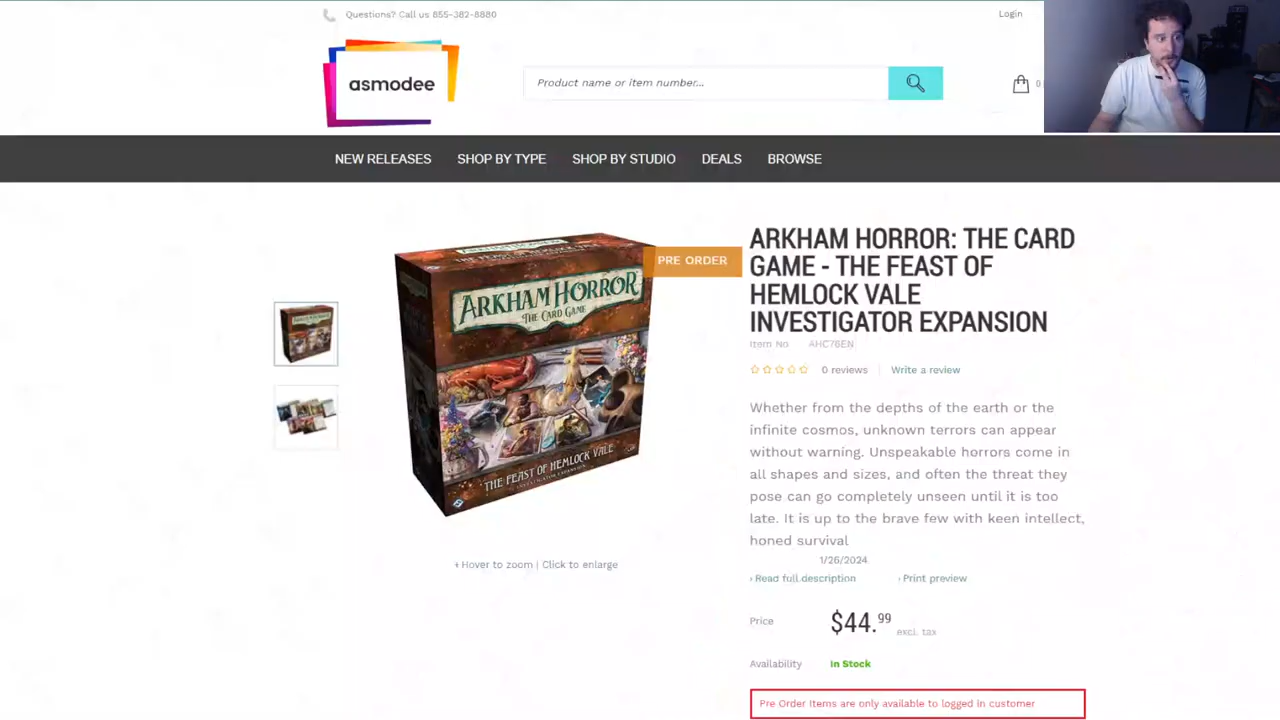 Questions? Call us 855-382-8880
Login
asmodee
Product name or item number...
0
NEW RELEASES SHOP BY TYPE SHOP BY STUDIO DEALS BROWSE
PRE ORDER
ARKHAM HORROR
THE CARD GAME
THE FEAST OF HEMLOCK VALE
INVESTIGATOR EXPANSION
Hover to zoom | Click to enlarge
ARKHAM HORROR: THE CARD
GAME - THE FEAST OF
HEMLOCK VALE
INVESTIGATOR EXPANSION
Item No AHC76EN
0 reviews Write a review
Whether from the depths of the earth or the
infinite cosmos, unknown terrors can appear
without warning. Unspeakable horrors come in
all shapes and sizes, and often the threat they
pose can go completely unseen until it is too
late. It is up to the brave few with keen intellect,
honed survival
1/26/2024
› Read full description › Print preview
Price $44.99 excl. tax
Availability In Stock
Pre Order Items are only available to logged in customer